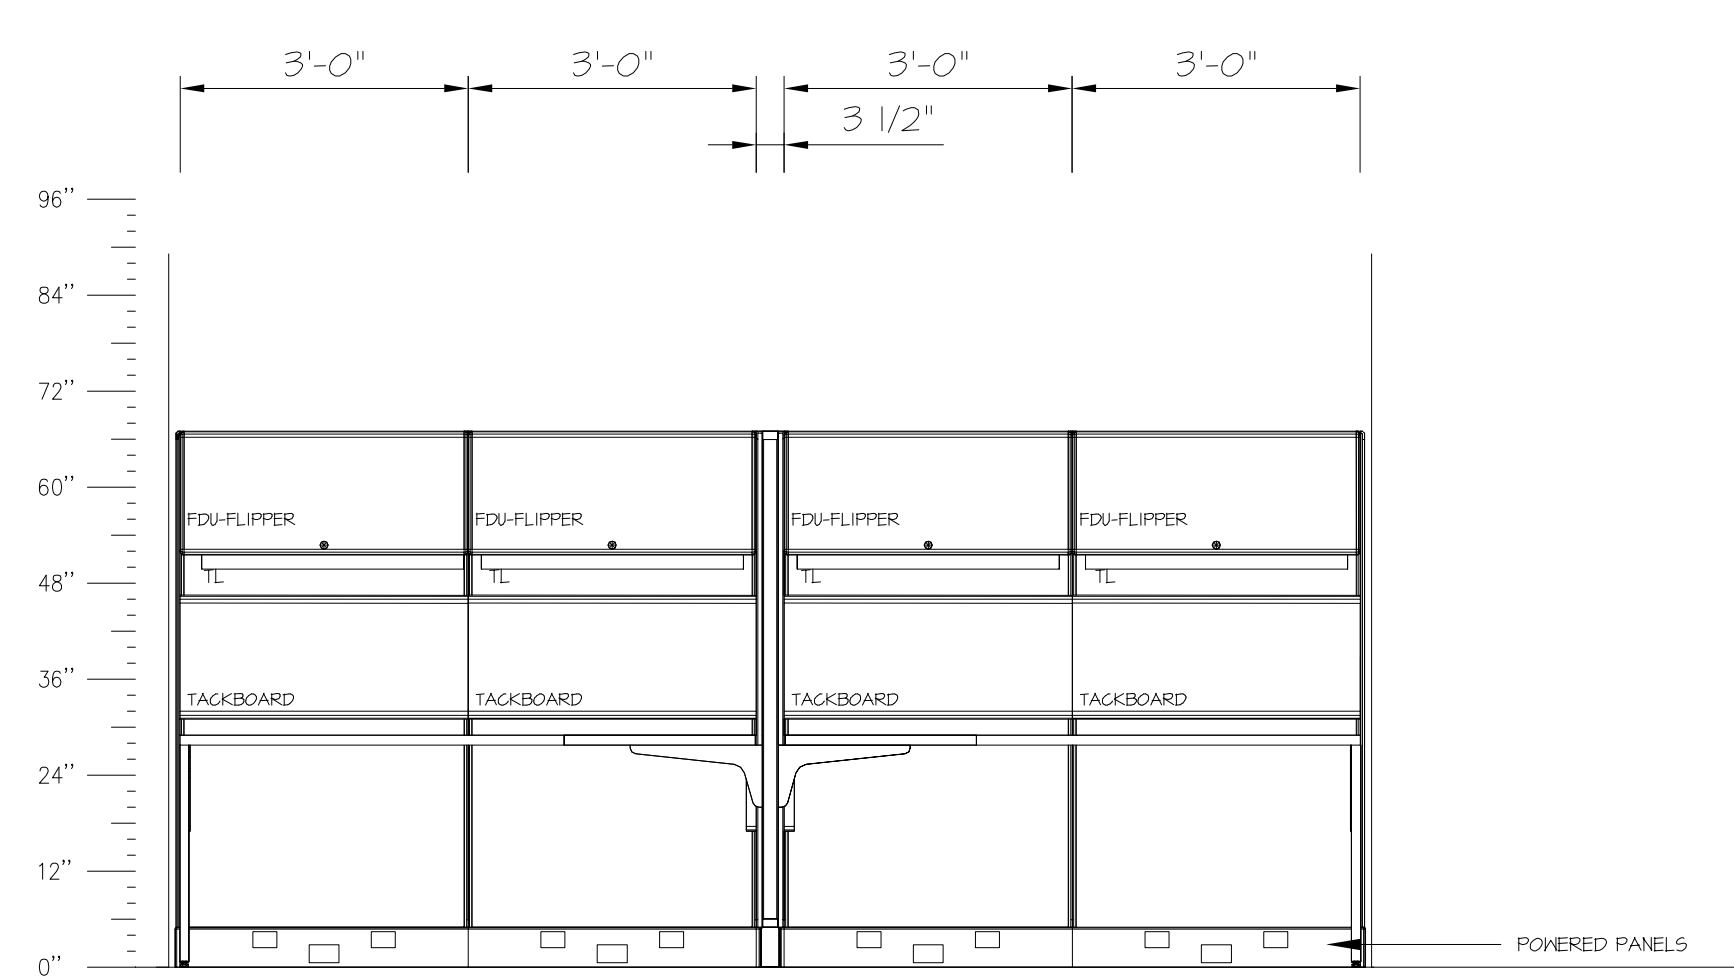 3'-0" 3'-0" 3'-0" 3'-0"
3 1/2"
96''
84''
72''
60''
FDU-FLIPPER FDU-FLIPPER FDU-FLIPPER FDU-FLIPPER
TL TL TL TL
48''
36''
TACKBOARD TACKBOARD TACKBOARD TACKBOARD
24''
12''
POWERED PANELS
0''